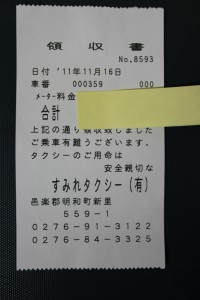 領収書
No.8593
日付 '11年11月16日
車番 000359 000
メーター料金
合計
上記の通り領収致しました
ご乗車有難うございます。
タクシーのご用命は
安全親切な
すみれタクシー(有)
邑楽郡明和町新里
559-1
0276-91-3122
0276-84-3325